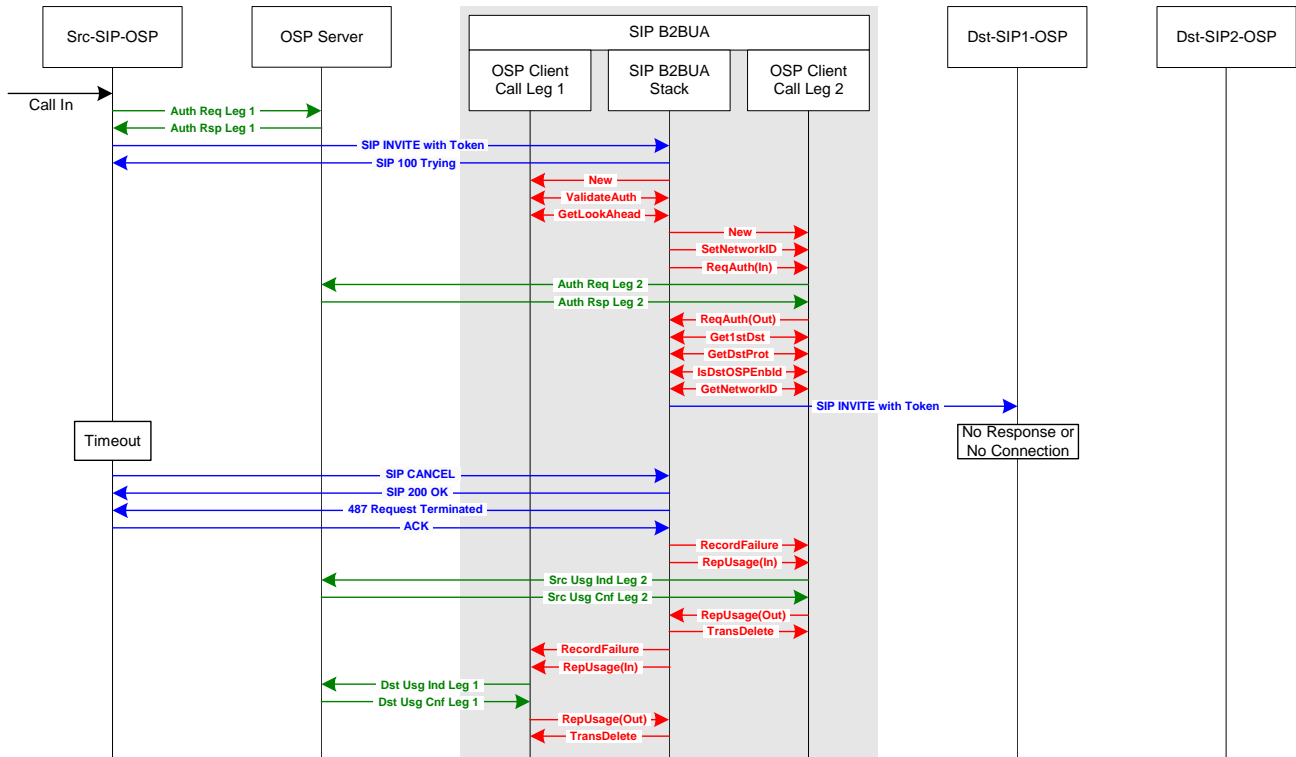 SIP B2BUA
Src-SIP-OSP
OSP Server
Dst-SIP1-OSP
Dst-SIP2-OSP
OSP Client
Call Leg 1
SIP B2BUA
Stack
OSP Client
Call Leg 2
Call In
Auth Req Leg 1
Auth Rsp Leg 1
SIP INVITE with Token
SIP 100 Trying
New
ValidateAuth
GetLookAhead
New
SetNetworkID
ReqAuth(In)
Auth Req Leg 2
Auth Rsp Leg 2
ReqAuth(Out)
Get1stDst
GetDstProt
IsDstOSPEnbld
GetNetworkID
SIP INVITE with Token
Timeout
No Response or
No Connection
SIP CANCEL
SIP 200 OK
487 Request Terminated
ACK
RecordFailure
RepUsage(In)
Src Usg Ind Leg 2
Src Usg Cnf Leg 2
RepUsage(Out)
TransDelete
RecordFailure
RepUsage(In)
Dst Usg Ind Leg 1
Dst Usg Cnf Leg 1
RepUsage(Out)
TransDelete